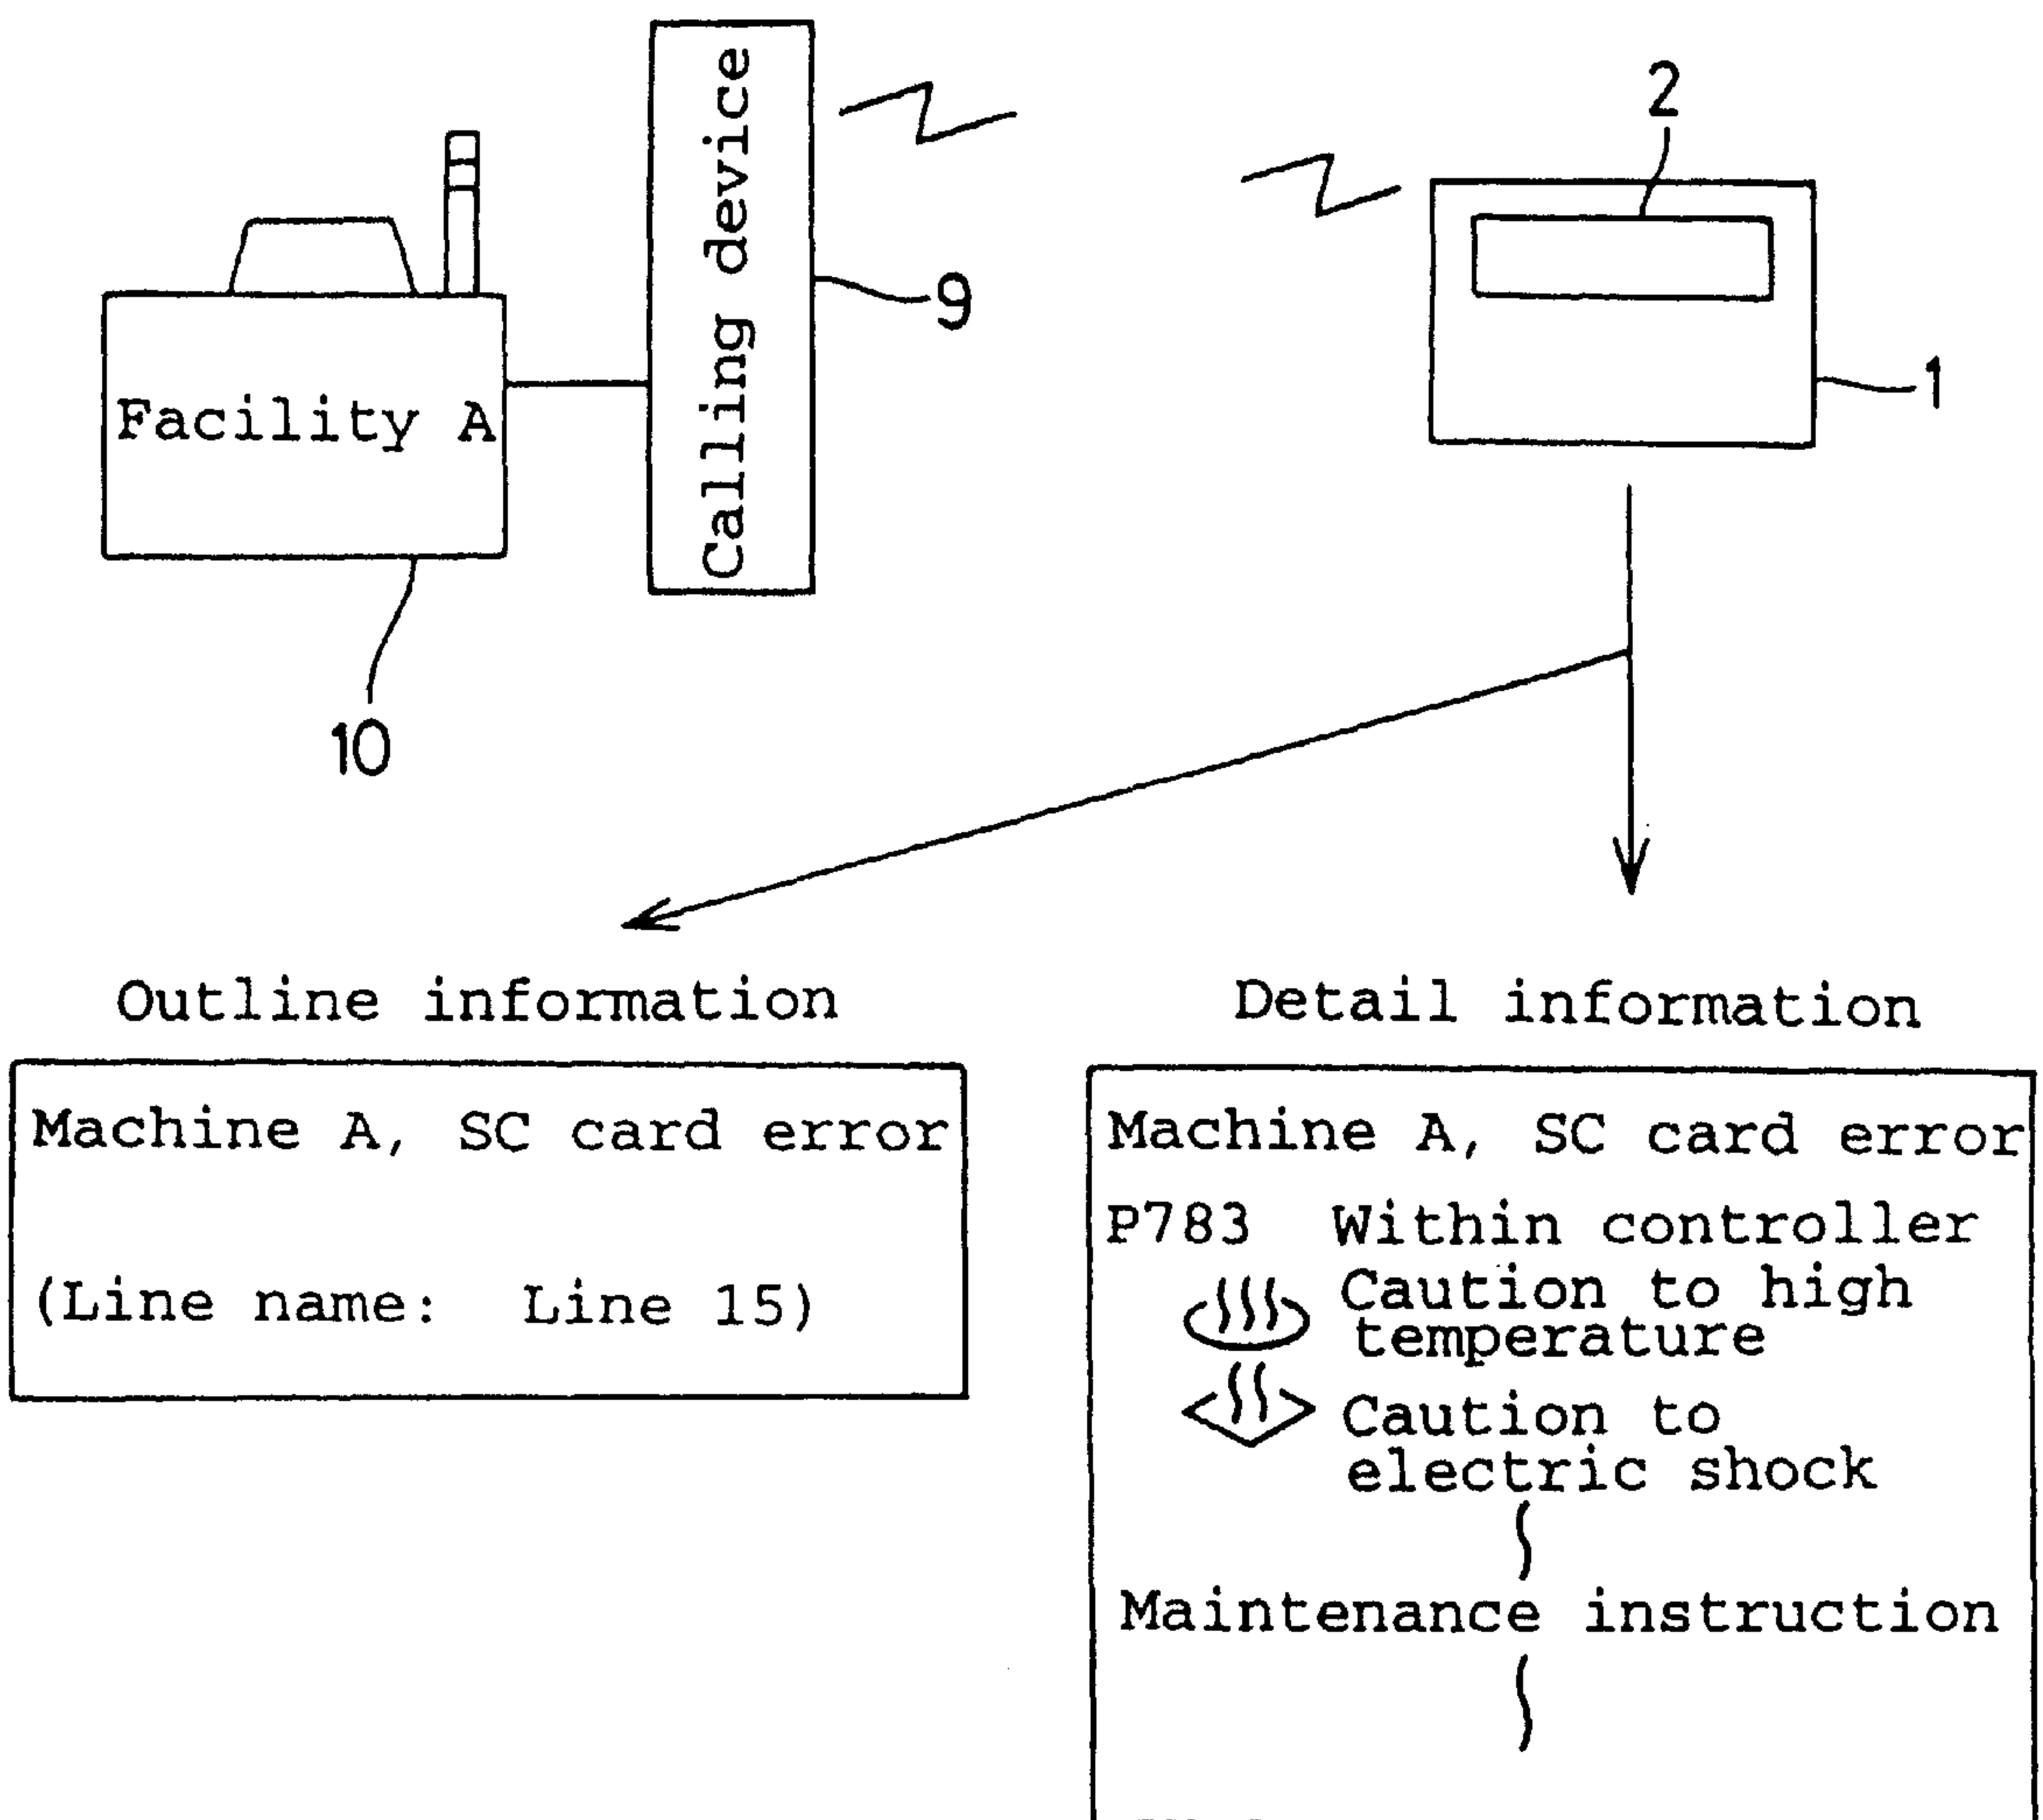 Calling device
2
9
1
Facility A
10
Outline information
Machine A, SC card error
(Line name: Line 15)
Detail information
Machine A, SC card error
P783 Within controller
Caution to high
temperature
Caution to
electric shock
Maintenance instruction